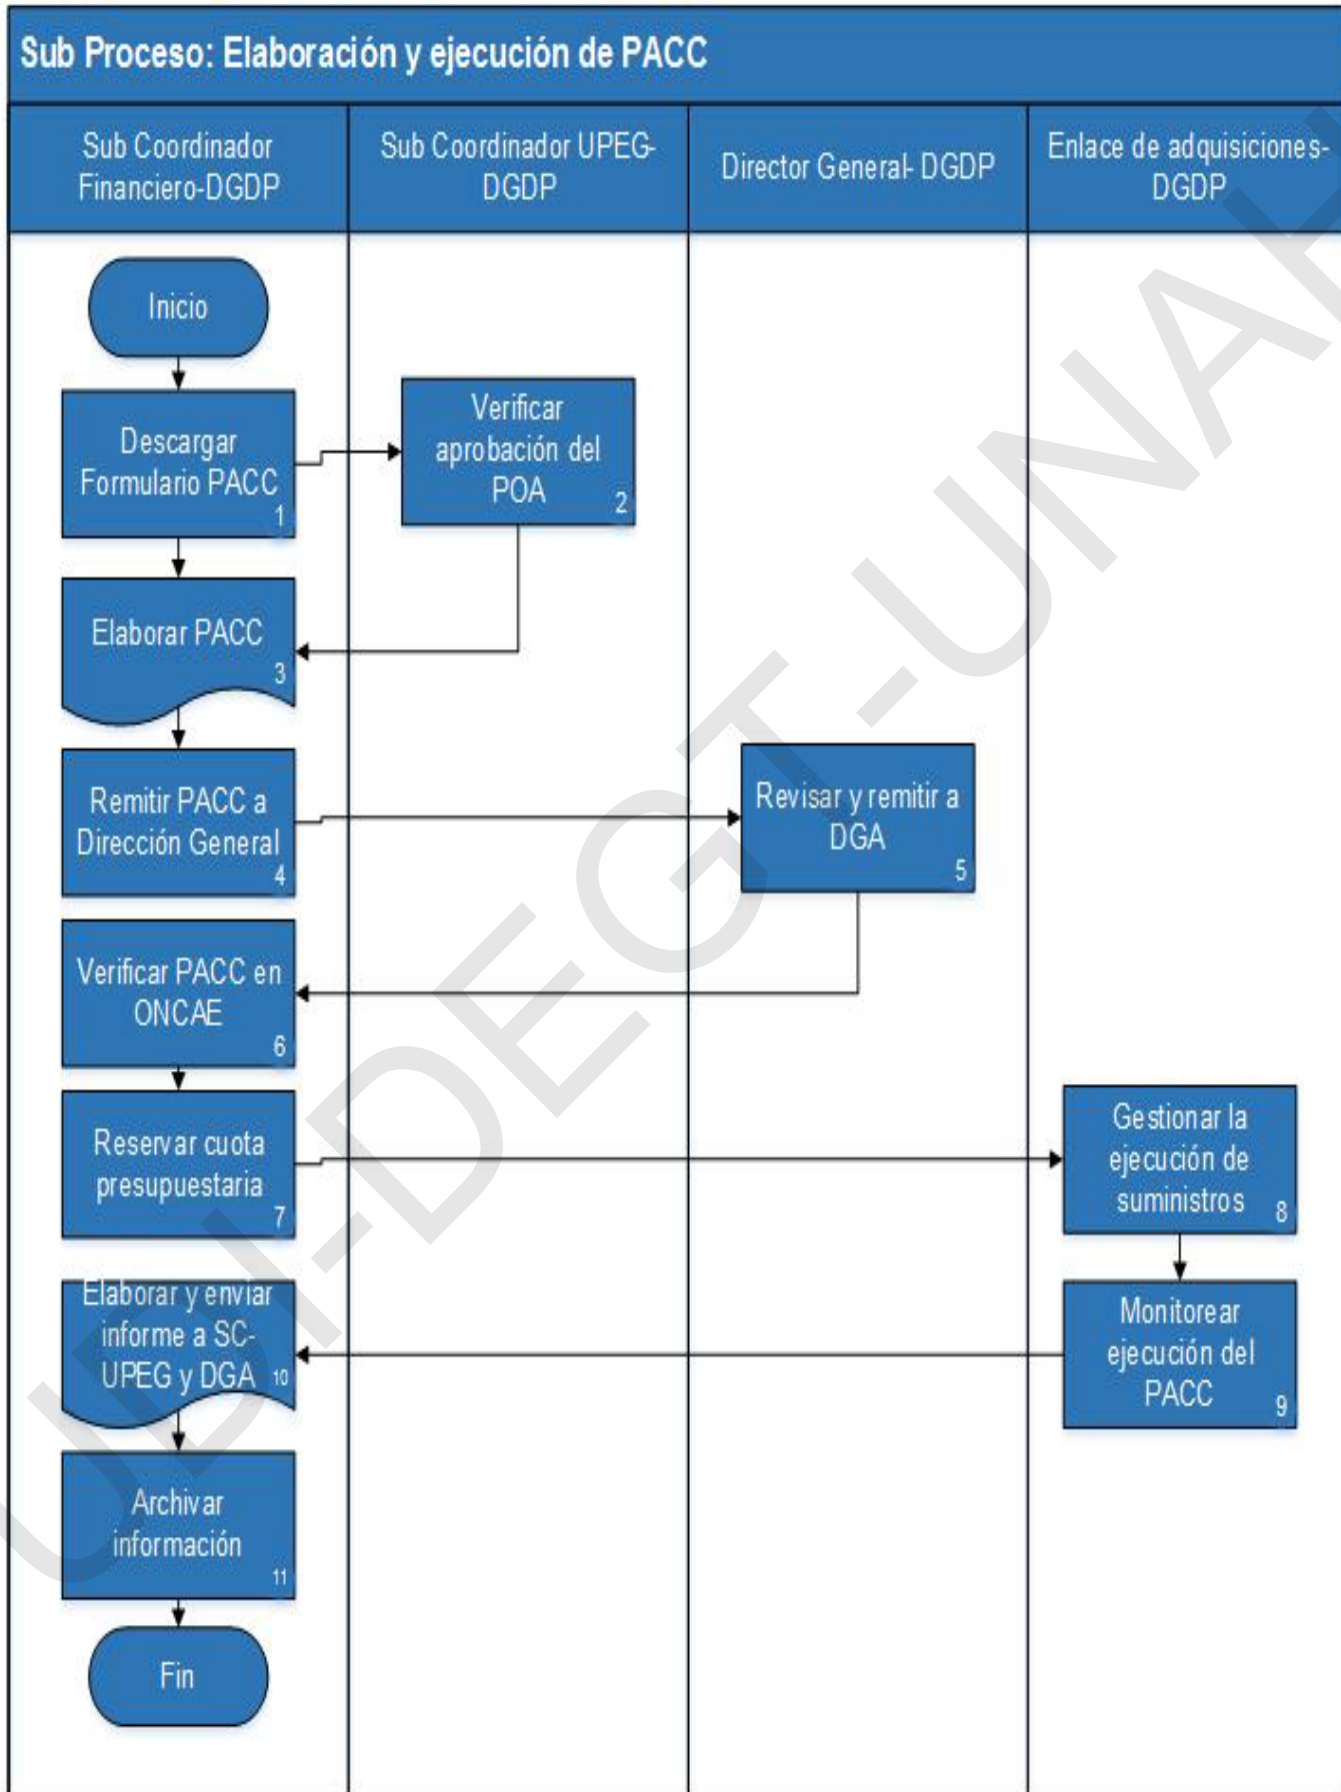 Sub Proceso: Elaboración y ejecución de PACC
Sub Coordinador
Financiero-DGDP
Sub Coordinador UPEG-
DGDP
Director General- DGDP
Enlace de adquisiciones-
DGDP
Inicio
Descargar
Formulario PACC
1
Verificar
aprobación del
POA
2
Elaborar PACC
3
Remitir PACC a
Dirección General
4
Revisar y remitir a
DGA
5
Verificar PACC en
ONCAE
6
Reservar cuota
presupuestaria
7
Gestionar la
ejecución de
suministros
8
Monitorear
ejecución del
PACC
9
Elaborar y enviar
informe a SC-
UPEG y DGA
10
Archivar
información
11
Fin
UDI-DEGT-UNAH